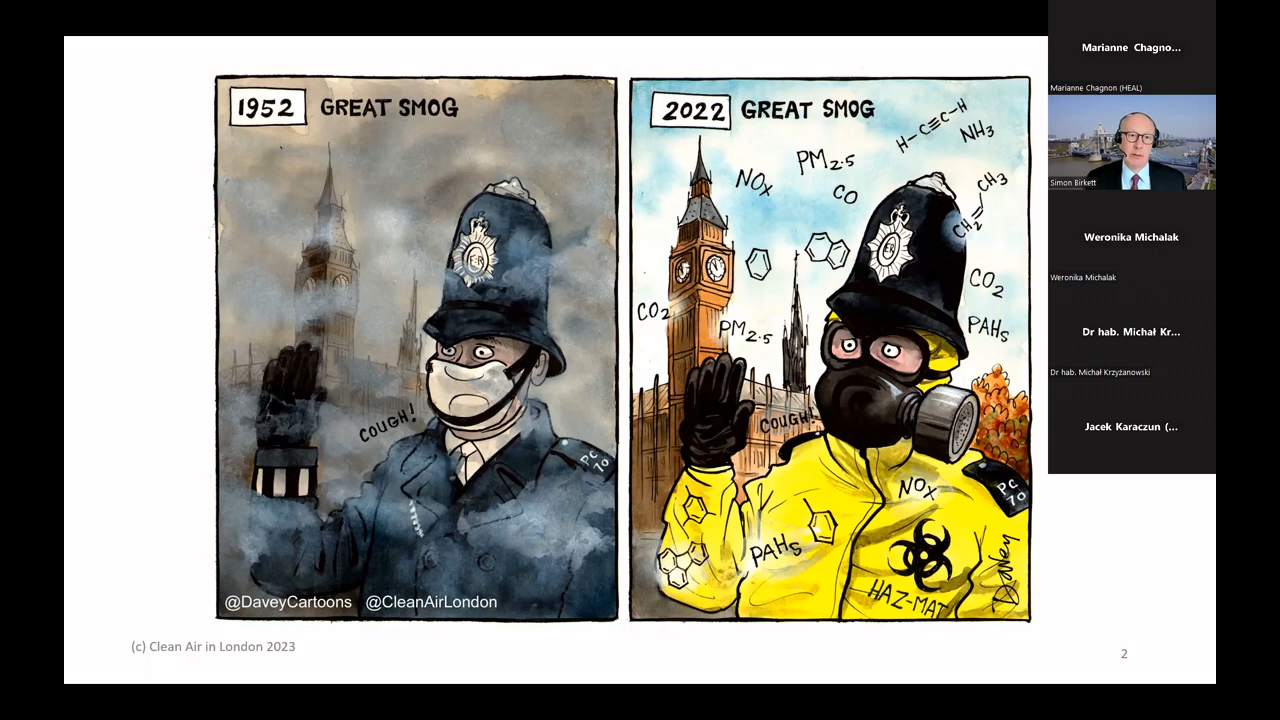 1952 GREAT SMOG
ER
COUGH!
PC
70
@DaveyCartoons @CleanAirLondon
2022 GREAT SMOG
H-C≡C-H
NH3
PM2.5
NOx
CO
CH3
CH2
ER
CO2
CO2
PM2.5
PAHs
COUGH!
NOx
PC
70
PAHs
HAZ-MAT
Davey
(c) Clean Air in London 2023
2
Marianne Chagno...
Marianne Chagnon (HEAL)
Simon Birkett
Weronika Michalak
Weronika Michalak
Dr hab. Michał Kr...
Dr hab. Michał Krzyżanowski
Jacek Karaczun (...